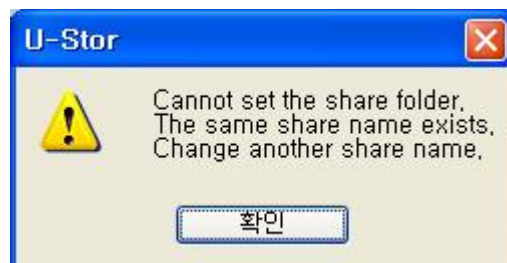 U-Stor
Cannot set the share folder,
The same share name exists,
Change another share name,
확인